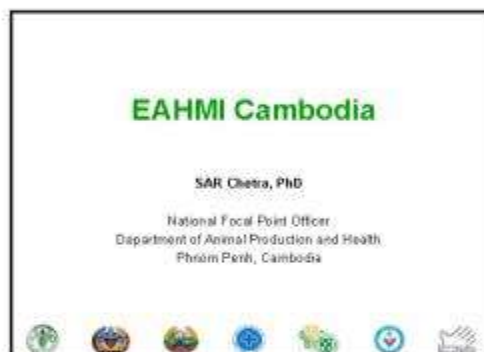 EAHMI Cambodia
SAR Chetra, PhD
National Focal Point Officer
Department of Animal Production and Health
Phnom Penh, Cambodia